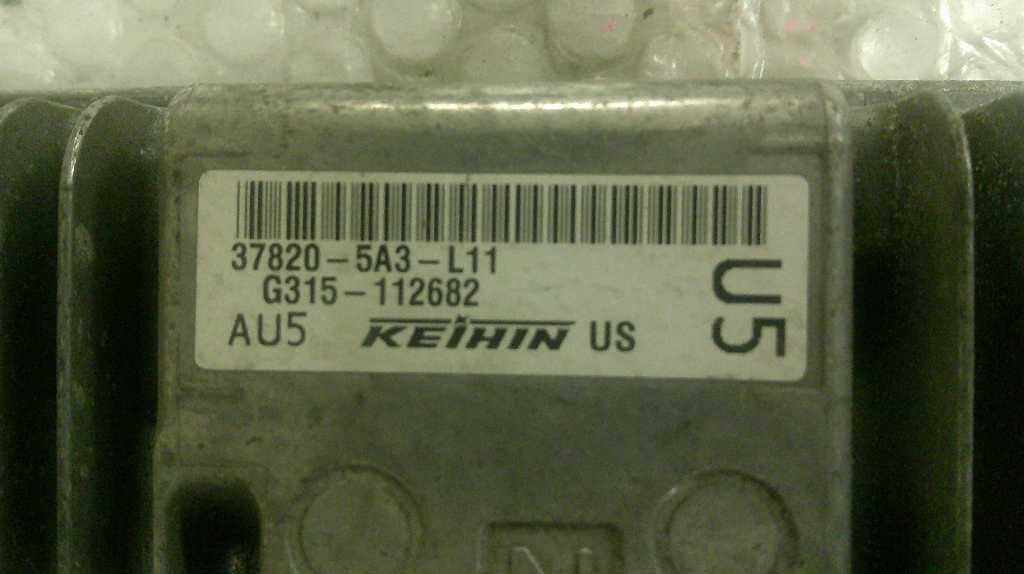 37820-5A3-L11
G315-112682
AU5 KEIHIN US
U5